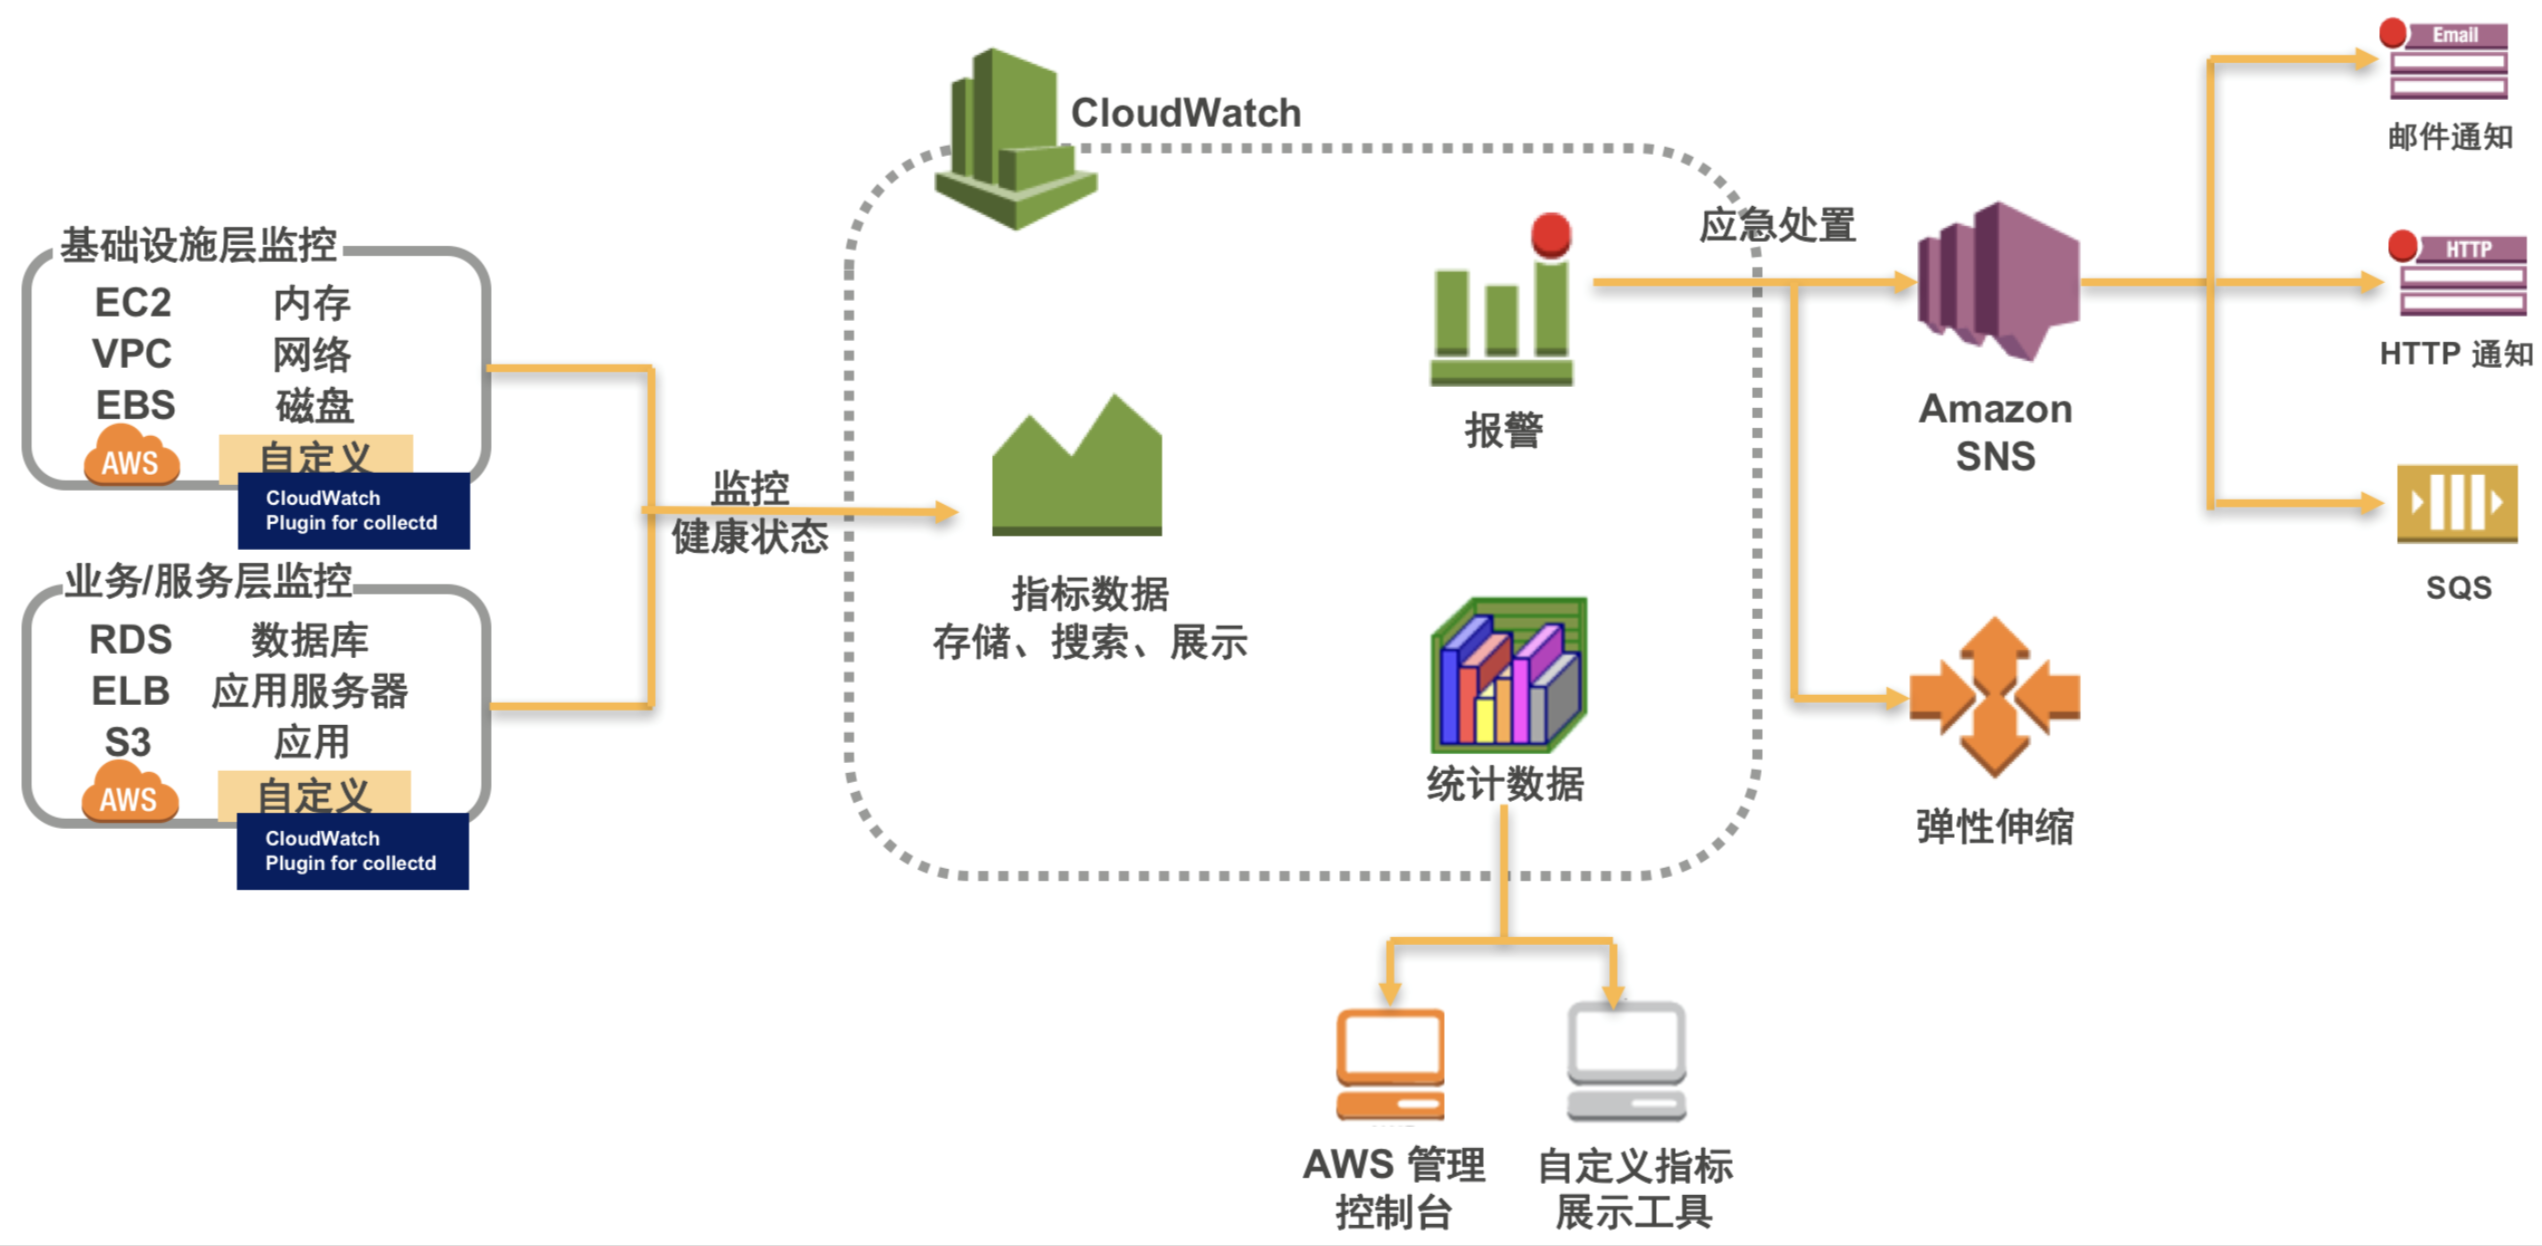 CloudWatch
基础设施层监控
EC2 内存
VPC 网络
EBS 磁盘
AWS 自定义
CloudWatch
Plugin for collectd
业务/服务层监控
RDS 数据库
ELB 应用服务器
S3 应用
AWS 自定义
CloudWatch
Plugin for collectd
监控
健康状态
指标数据
存储、搜索、展示
报警
统计数据
应急处置
Amazon
SNS
弹性伸缩
Email
邮件通知
HTTP
HTTP 通知
SQS
AWS 管理
控制台
自定义指标
展示工具